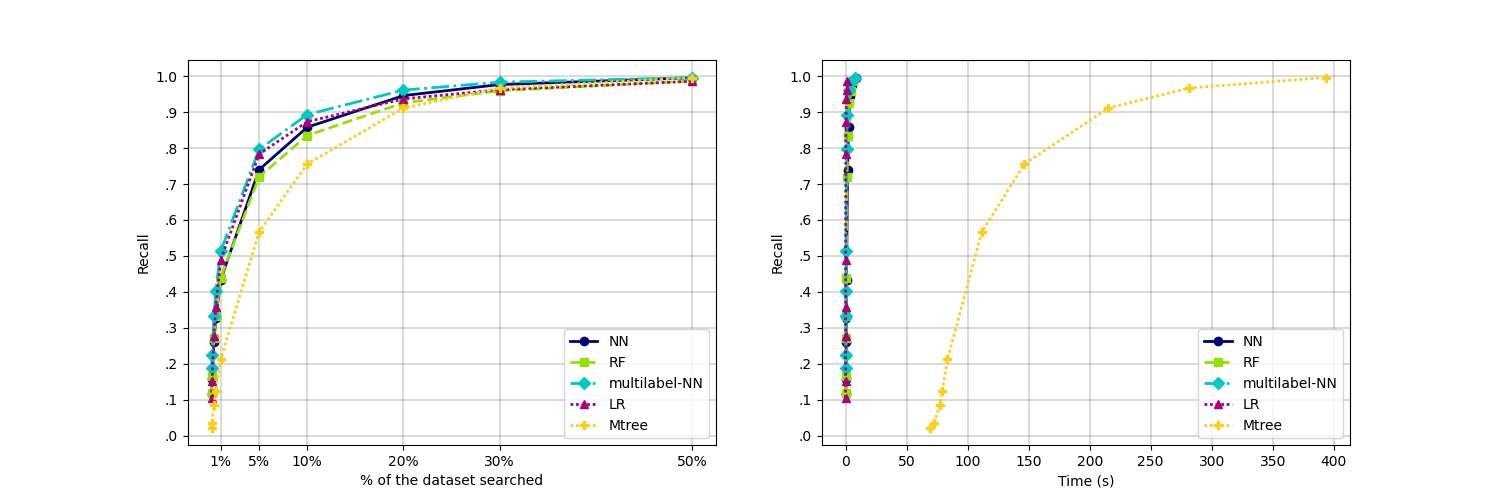 1.0
.9
.8
.7
.6
.5
.4
.3
.2
.1
.0
Recall
1% 5% 10% 20% 30% 50%
% of the dataset searched
NN
RF
multilabel-NN
LR
Mtree
1.0
.9
.8
.7
.6
.5
.4
.3
.2
.1
.0
Recall
0 50 100 150 200 250 300 350 400
Time (s)
NN
RF
multilabel-NN
LR
Mtree